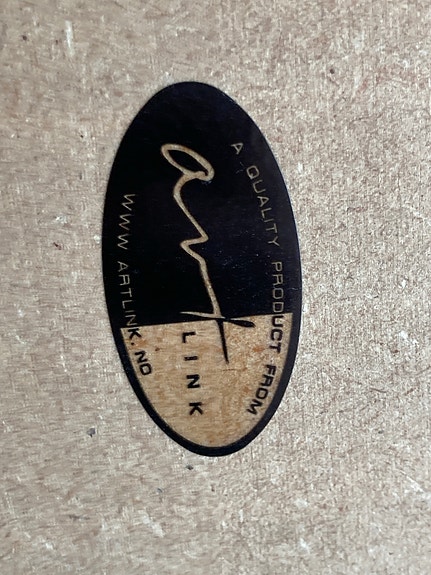 A QUALITY PRODUCT FROM
art
LINK
WWW ARTLINK.NO